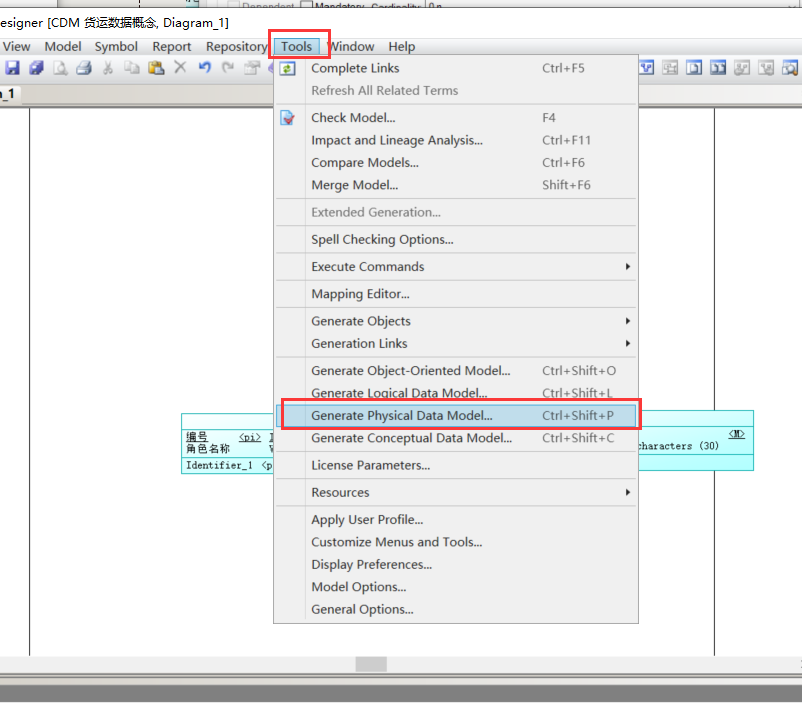 esigner [CDM 货运数据概念, Diagram_1]
View Model Symbol Report Repository Tools Window Help
_1
Complete Links Ctrl+F5
Refresh All Related Terms
Check Model... F4
Impact and Lineage Analysis... Ctrl+F11
Compare Models... Ctrl+F6
Merge Model... Shift+F6
Extended Generation...
Spell Checking Options...
Execute Commands
Mapping Editor...
Generate Objects
Generation Links
Generate Object-Oriented Model... Ctrl+Shift+O
Generate Logical Data Model... Ctrl+Shift+L
Generate Physical Data Model... Ctrl+Shift+P
Generate Conceptual Data Model... Ctrl+Shift+C
License Parameters...
Resources
Apply User Profile...
Customize Menus and Tools...
Display Preferences...
Model Options...
General Options...
编号 <pi>
角色名称
Identifier_1 <p
<M>
characters (30)